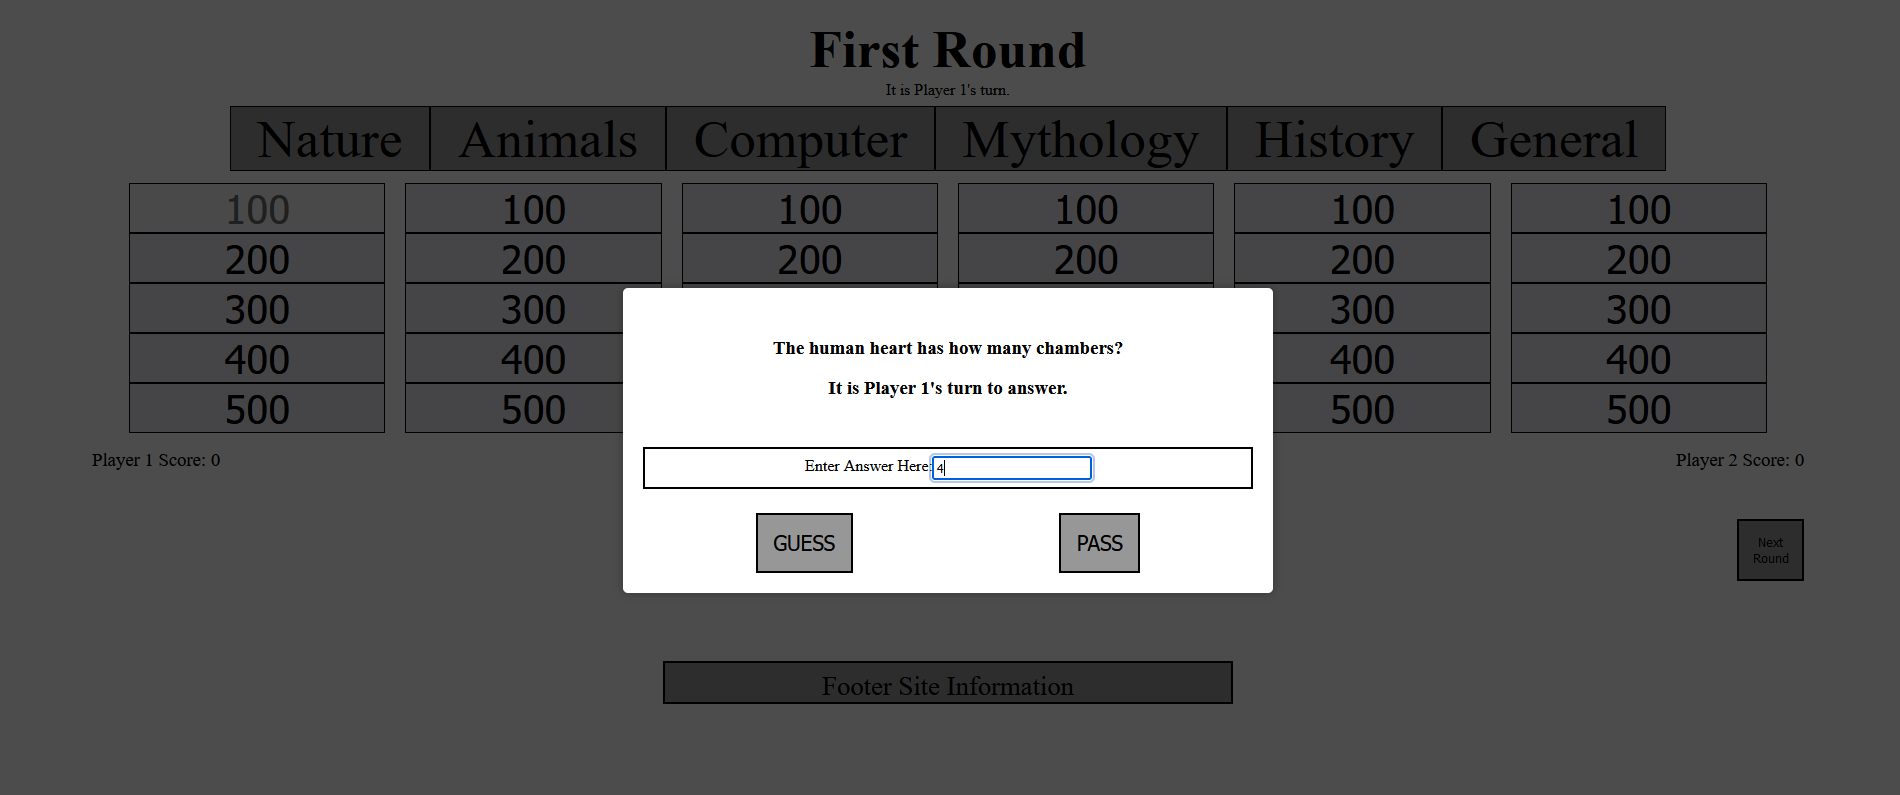 First Round
It is Player 1's turn.
Nature Animals Computer Mythology History General
100 100 100 100 100 100
200 200 200 200 200 200
300 300 300 300
400 400 400 400
500 500 500 500
The human heart has how many chambers?
It is Player 1's turn to answer.
Enter Answer Here: 4
GUESS PASS
Player 1 Score: 0 Player 2 Score: 0
Next
Round
Footer Site Information